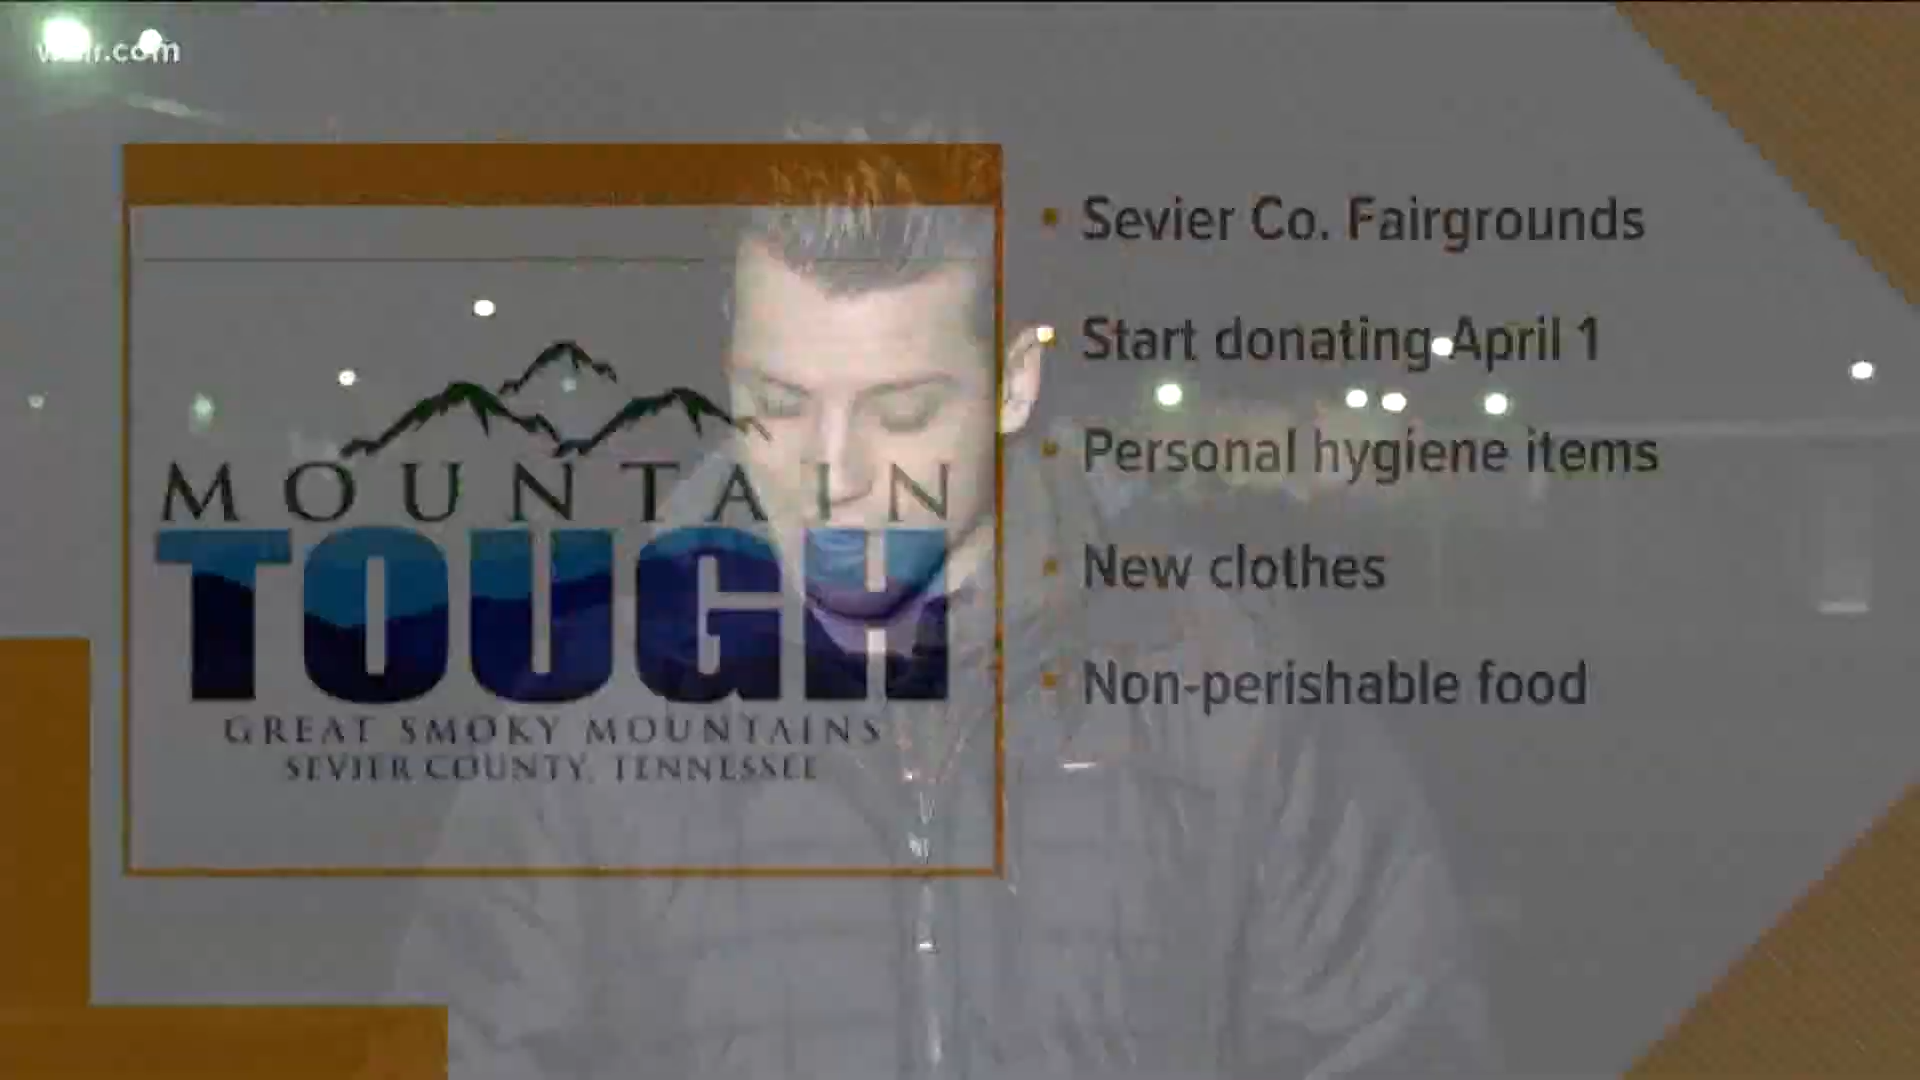 MOUNTAIN
TOUGH
GREAT SMOKY MOUNTAINS
SEVIER COUNTY, TENNESSEE
• Sevier Co. Fairgrounds
• Start donating April 1
• Personal hygiene items
• New clothes
• Non-perishable food